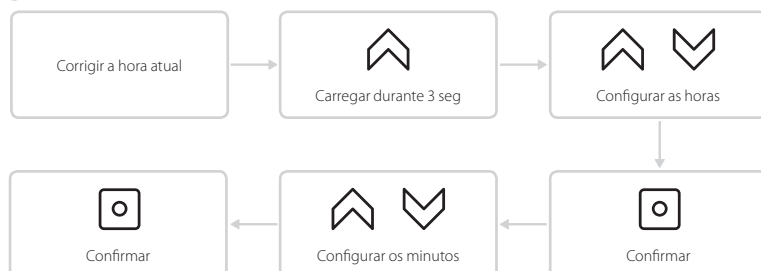 Corrigir a hora atual
Carregar durante 3 seg
Configurar as horas
Confirmar
Configurar os minutos
Confirmar